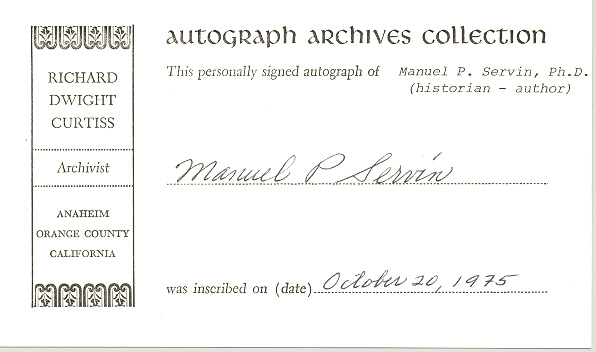 RICHARD
DWIGHT
CURTISS
Archivist
ANAHEIM
ORANGE COUNTY
CALIFORNIA
autograph archives collection
This personally signed autograph of Manuel P. Servin, Ph.D.
(historian - author)
Manuel P Servín
was inscribed on (date) October 20, 1975